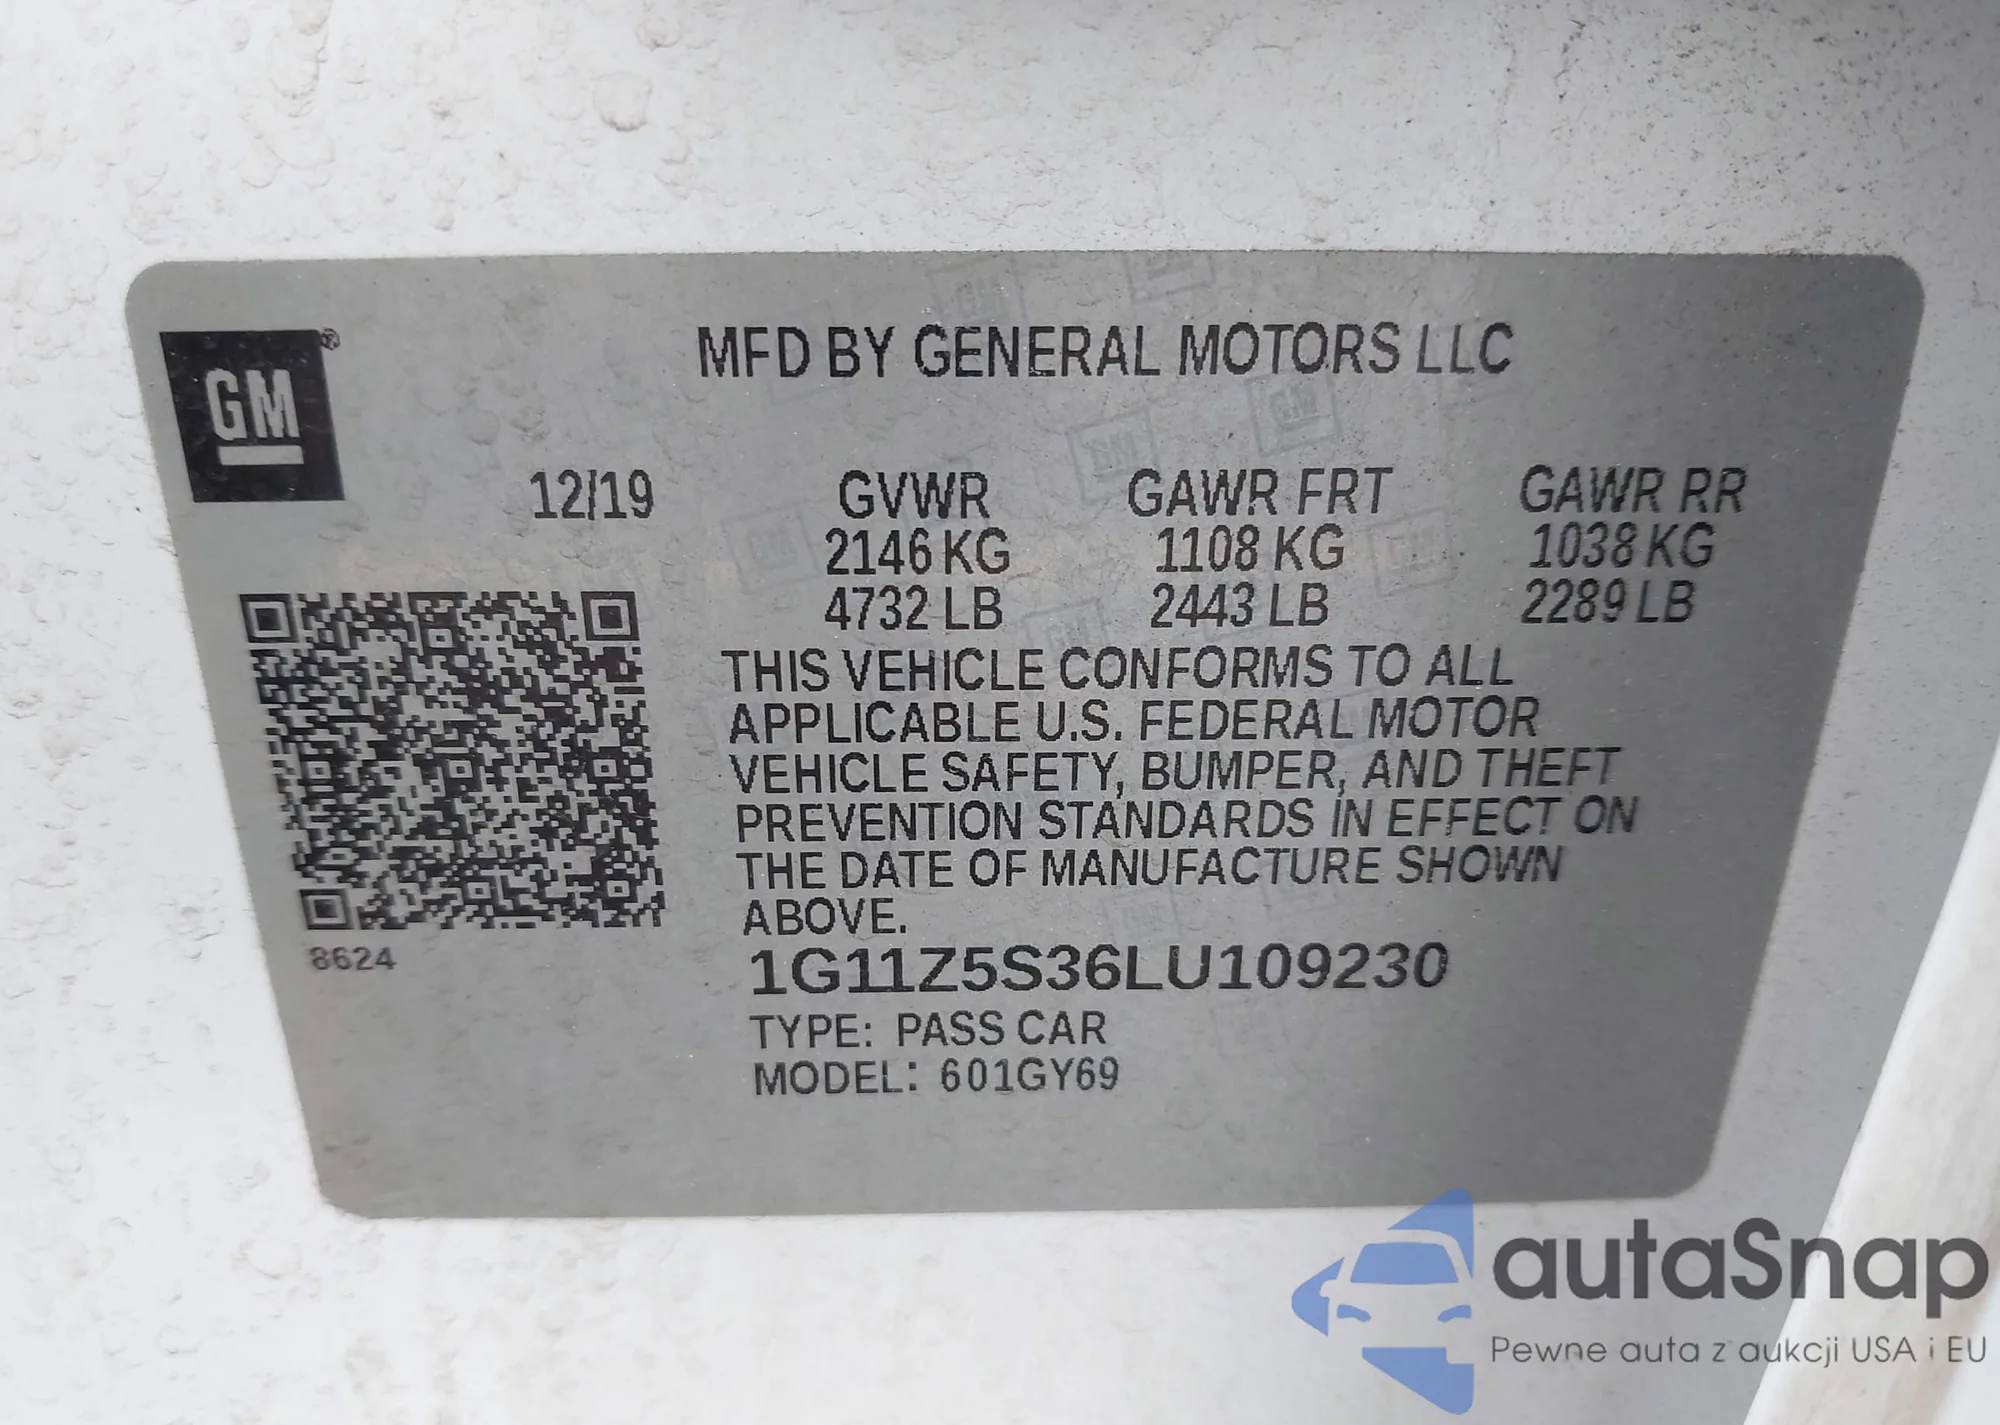 GM®
MFD BY GENERAL MOTORS LLC
12/19 GVWR GAWR FRT GAWR RR
2146 KG 1108 KG 1038 KG
4732 LB 2443 LB 2289 LB
THIS VEHICLE CONFORMS TO ALL
APPLICABLE U.S. FEDERAL MOTOR
VEHICLE SAFETY, BUMPER, AND THEFT
PREVENTION STANDARDS IN EFFECT ON
THE DATE OF MANUFACTURE SHOWN
ABOVE.
8624
1G11Z5S36LU109230
TYPE: PASS CAR
MODEL: 601GY69
autaSnap
Pewne auta z aukcji USA i EU